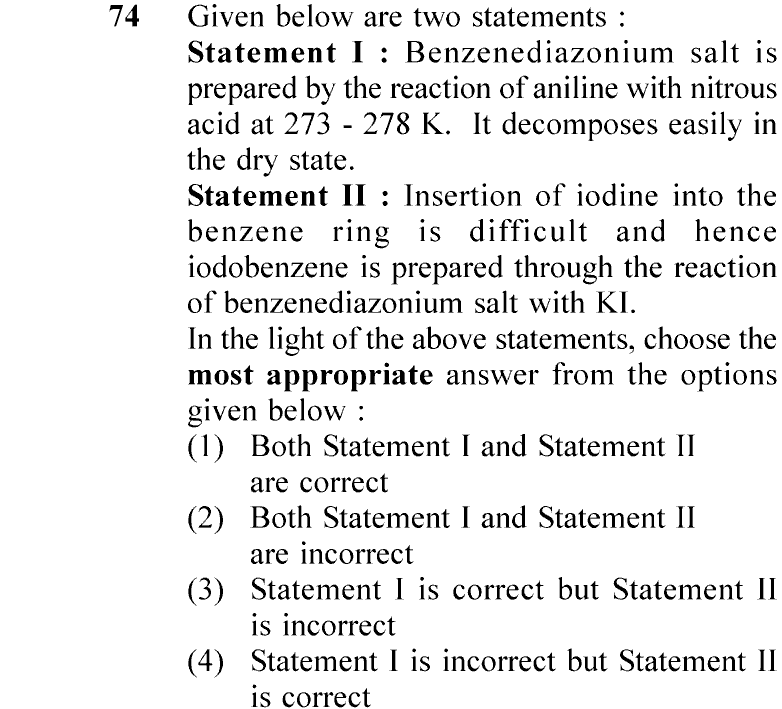 74 Given below are two statements :
Statement I : Benzenediazonium salt is
prepared by the reaction of aniline with nitrous
acid at 273 - 278 K. It decomposes easily in
the dry state.
Statement II : Insertion of iodine into the
benzene ring is difficult and hence
iodobenzene is prepared through the reaction
of benzenediazonium salt with KI.
In the light of the above statements, choose the
most appropriate answer from the options
given below :
(1) Both Statement I and Statement II
are correct
(2) Both Statement I and Statement II
are incorrect
(3) Statement I is correct but Statement II
is incorrect
(4) Statement I is incorrect but Statement II
is correct